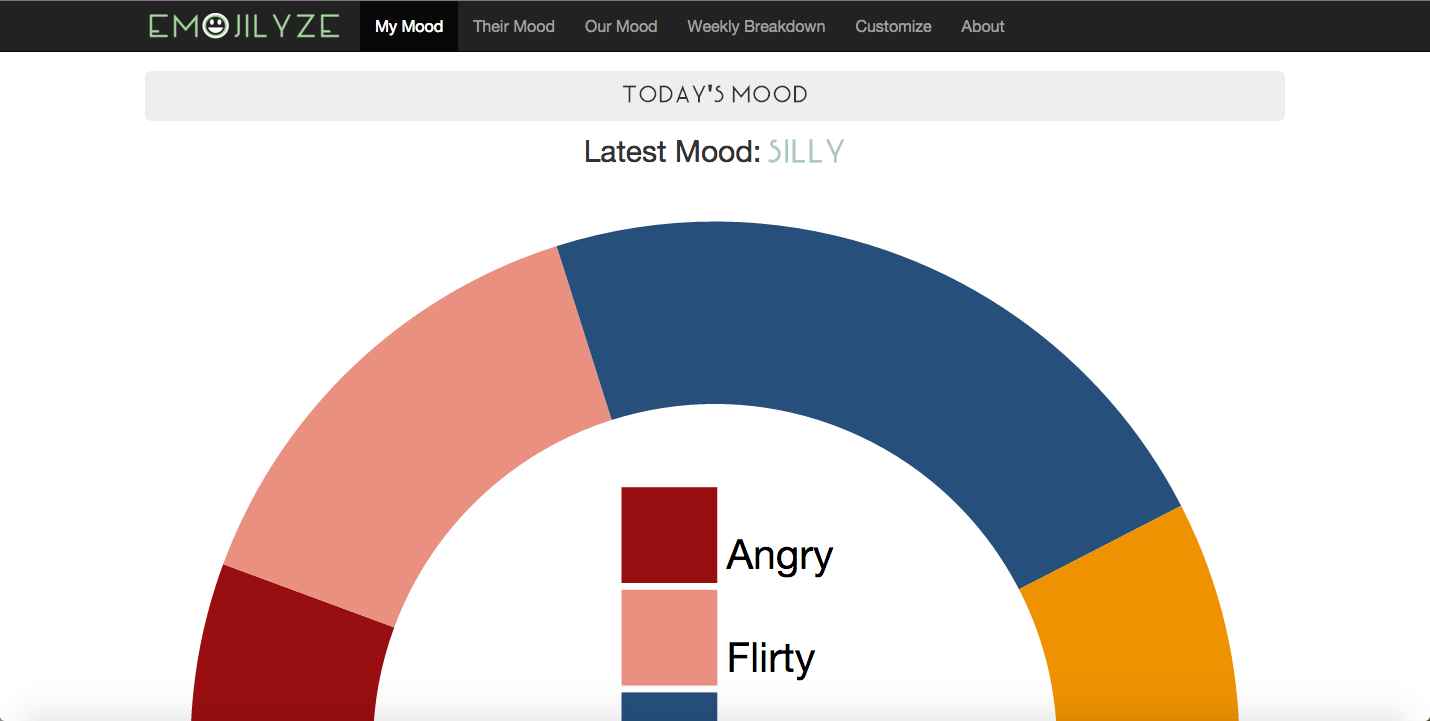 EMOJILYZE My Mood Their Mood Our Mood Weekly Breakdown Customize About
TODAY'S MOOD
Latest Mood: SILLY
Angry
Flirty